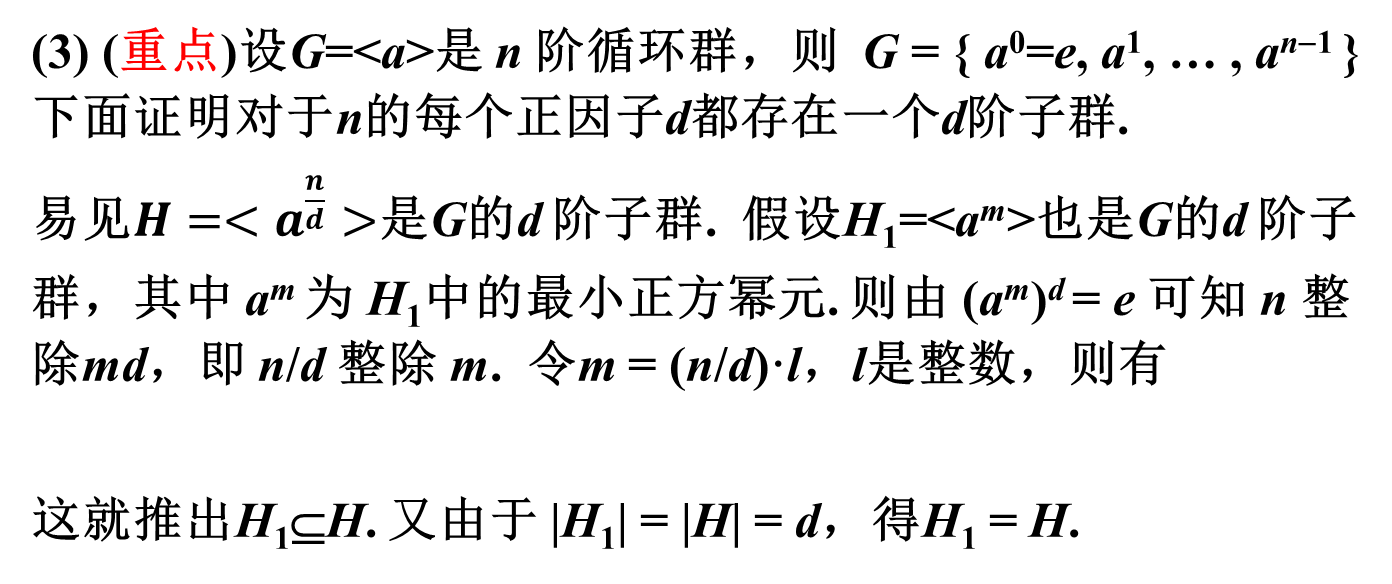 (3) (重点)设G=<a>是 n 阶循环群，则 G = { a⁰=e, a¹, … , aⁿ⁻¹ }
下面证明对于n的每个正因子d都存在一个d阶子群.
易见H =< a^(n/d) >是G的d 阶子群. 假设H₁=<aᵐ>也是G的d 阶子
群，其中 aᵐ 为 H₁中的最小正方幂元. 则由 (aᵐ)ᵈ = e 可知 n 整
除md，即 n/d 整除 m. 令m = (n/d)·l，l是整数，则有
这就推出H₁⊆H. 又由于 |H₁| = |H| = d，得H₁ = H.